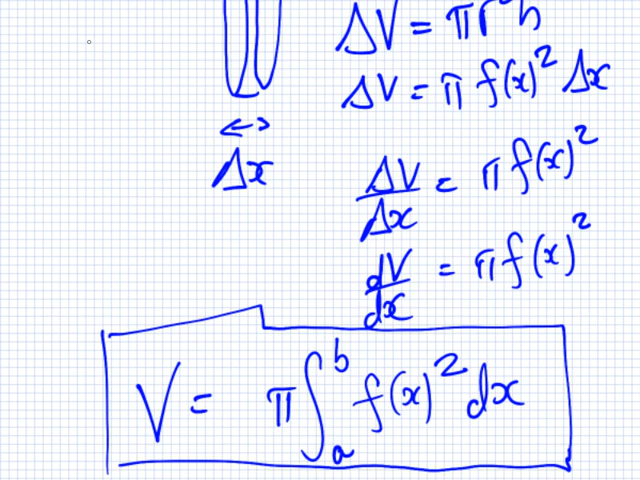 ΔV = πr²h
ΔV = π f(x)² Δx
Δx
ΔV/Δx = π f(x)²
dV/dx = π f(x)²
V = π ∫ₐᵇ f(x)² dx